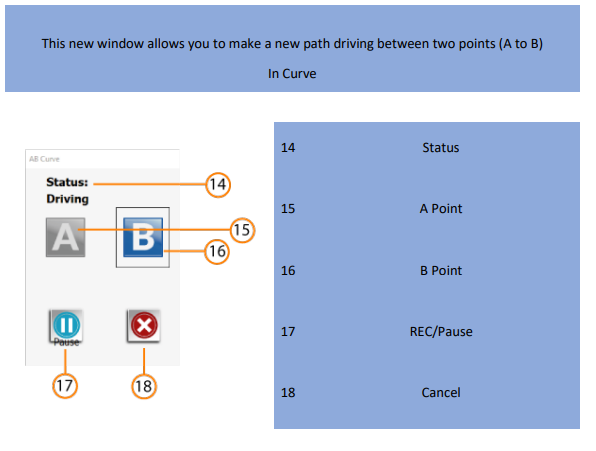 This new window allows you to make a new path driving between two points (A to B)
In Curve
AB Curve
Status:
Driving
A
B
Pause
14
15
16
17
18
14 Status
15 A Point
16 B Point
17 REC/Pause
18 Cancel